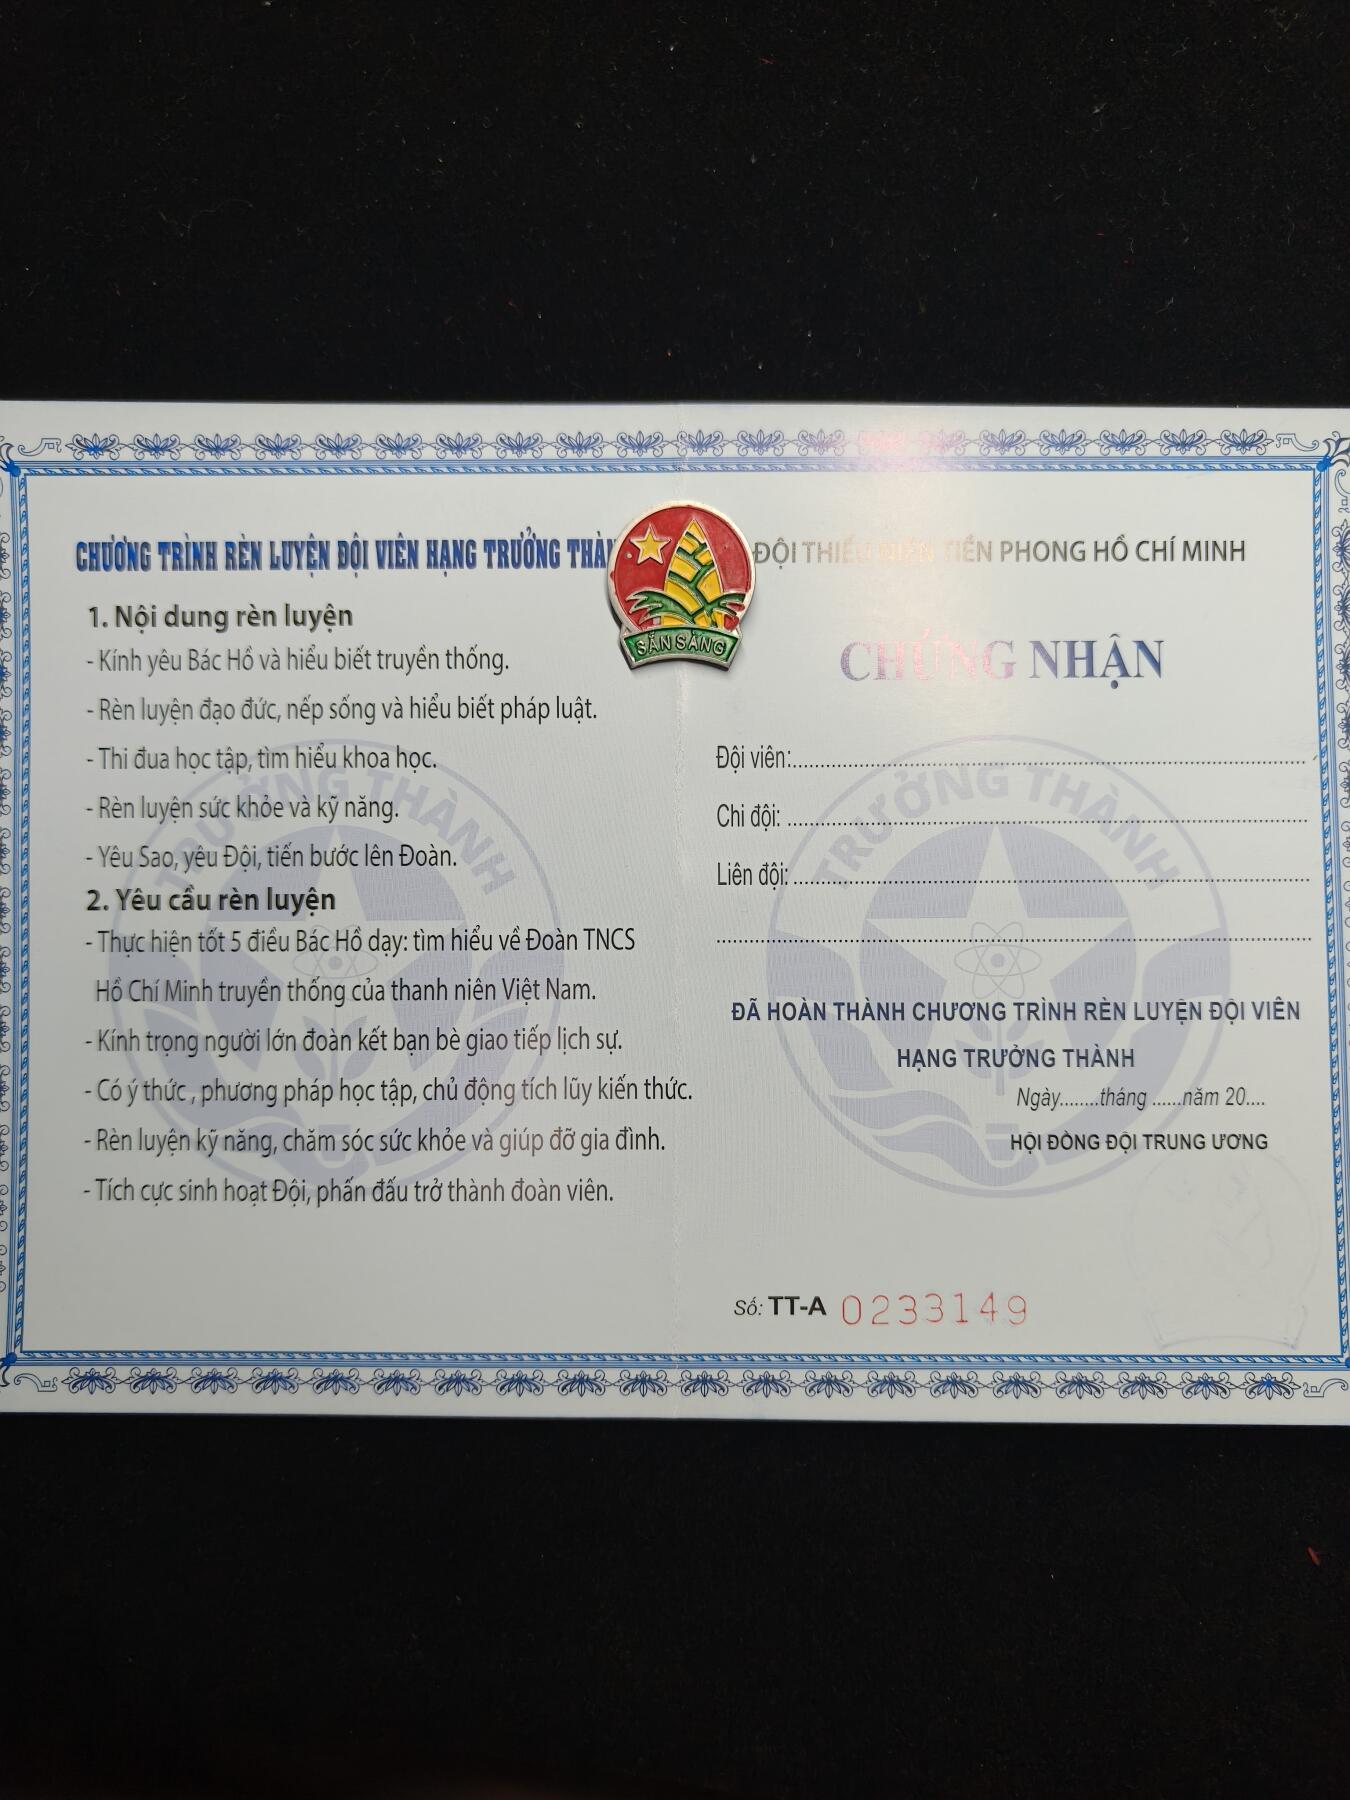 CHƯƠNG TRÌNH RÈN LUYỆN ĐỘI VIÊN HẠNG TRƯỞNG
1. Nội dung rèn luyện
- Kính yêu Bác Hồ và hiểu biết truyền thống.
- Rèn luyện đạo đức, nếp sống và hiểu biết pháp luật.
- Thi đua học tập, tìm hiểu khoa học.
- Rèn luyện sức khỏe và kỹ năng.
- Yêu Sao, yêu Đội, tiến bước lên Đoàn.
2. Yêu cầu rèn luyện
- Thực hiện tốt 5 điều Bác Hồ dạy: tìm hiểu về Đoàn TNCS
Hồ Chí Minh truyền thống của thanh niên Việt Nam.
- Kính trọng người lớn đoàn kết bạn bè giao tiếp lịch sự.
- Có ý thức , phương pháp học tập, chủ động tích lũy kiến thức.
- Rèn luyện kỹ năng, chăm sóc sức khỏe và giúp đỡ gia đình.
- Tích cực sinh hoạt Đội, phấn đấu trở thành đoàn viên.
TRƯỞNG THÀNH
SẴN SÀNG
ĐỘI THIẾU NIÊN TIỀN PHONG HỒ CHÍ MINH
CHỨNG NHẬN
Đội viên:
Chi đội:
Liên đội:
TRƯỞNG THÀNH
ĐÃ HOÀN THÀNH CHƯƠNG TRÌNH RÈN LUYỆN ĐỘI VIÊN
HẠNG TRƯỞNG THÀNH
Ngày........tháng ......năm 20....
HỘI ĐỒNG ĐỘI TRUNG ƯƠNG
Số: TT-A 0233149